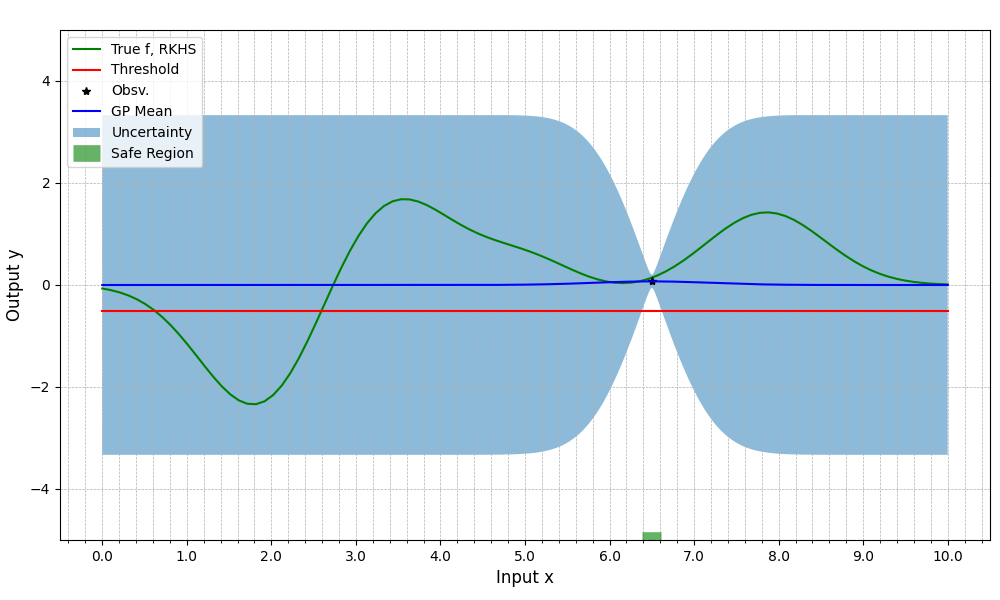 True f, RKHS
Threshold
Obsv.
GP Mean
Uncertainty
Safe Region
4
2
0
−2
−4
Output y
0.0 1.0 2.0 3.0 4.0 5.0 6.0 7.0 8.0 9.0 10.0
Input x